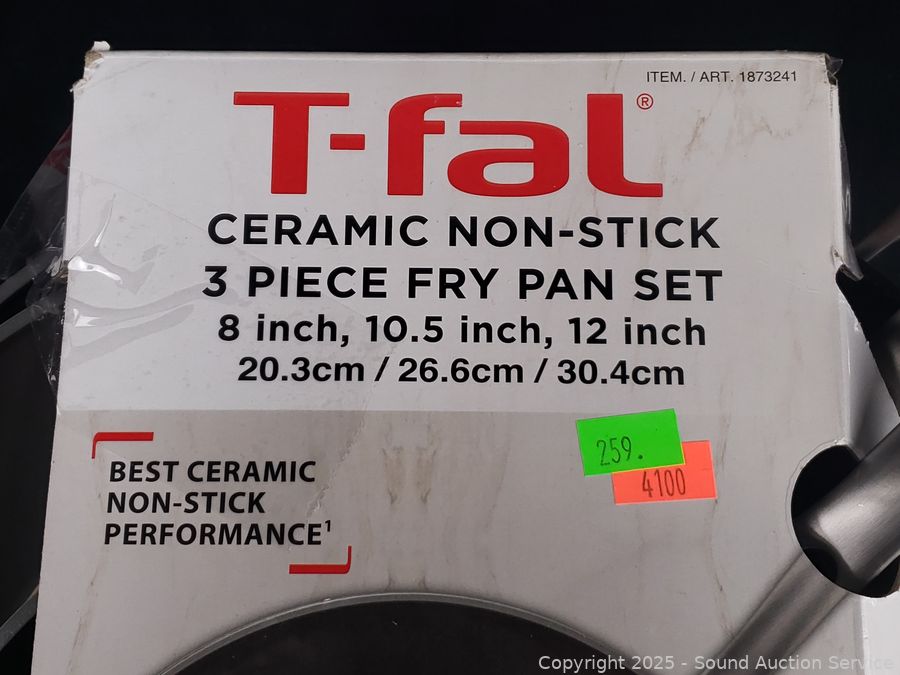 ITEM. / ART. 1873241
T-fal®
CERAMIC NON-STICK
3 PIECE FRY PAN SET
8 inch, 10.5 inch, 12 inch
20.3cm / 26.6cm / 30.4cm
259.
4100
BEST CERAMIC
NON-STICK
PERFORMANCE¹
Copyright 2025 - Sound Auction Service